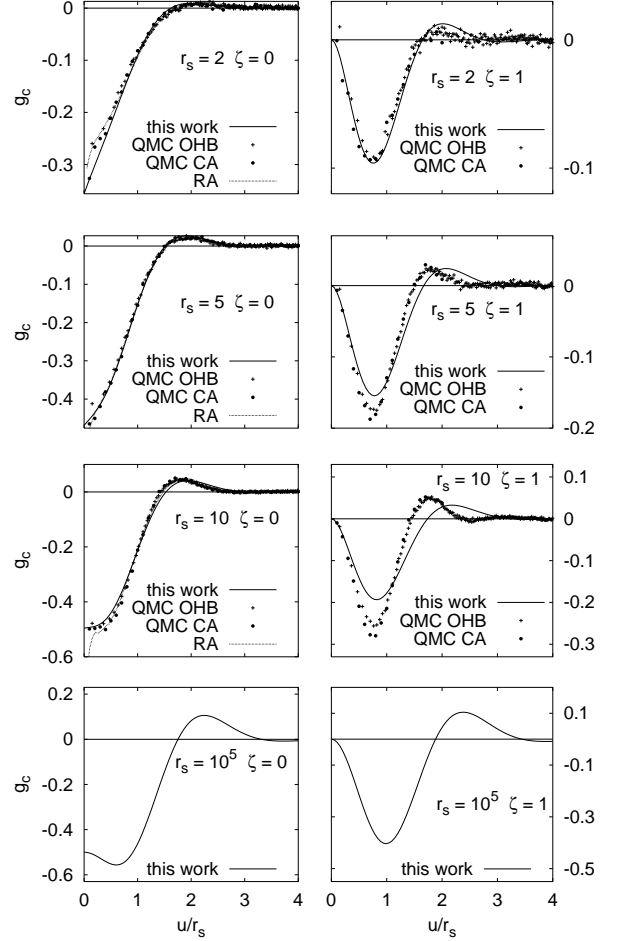 0
-0.1
-0.2
-0.3
g_c
r_s = 2 ζ = 0
this work
QMC OHB
QMC CA
RA
0
-0.1
r_s = 2 ζ = 1
this work
QMC OHB
QMC CA
0
-0.1
-0.2
-0.3
-0.4
g_c
r_s = 5 ζ = 0
this work
QMC OHB
QMC CA
RA
0
-0.1
-0.2
r_s = 5 ζ = 1
this work
QMC OHB
QMC CA
0
-0.2
-0.4
-0.6
g_c
r_s = 10 ζ = 0
this work
QMC OHB
QMC CA
RA
0.1
0
-0.1
-0.2
-0.3
r_s = 10 ζ = 1
this work
QMC OHB
QMC CA
0.2
0
-0.2
-0.4
-0.6
g_c
r_s = 10^5 ζ = 0
this work
0 1 2 3 4
u/r_s
0.1
-0.1
-0.3
-0.5
r_s = 10^5 ζ = 1
this work
0 1 2 3 4
u/r_s